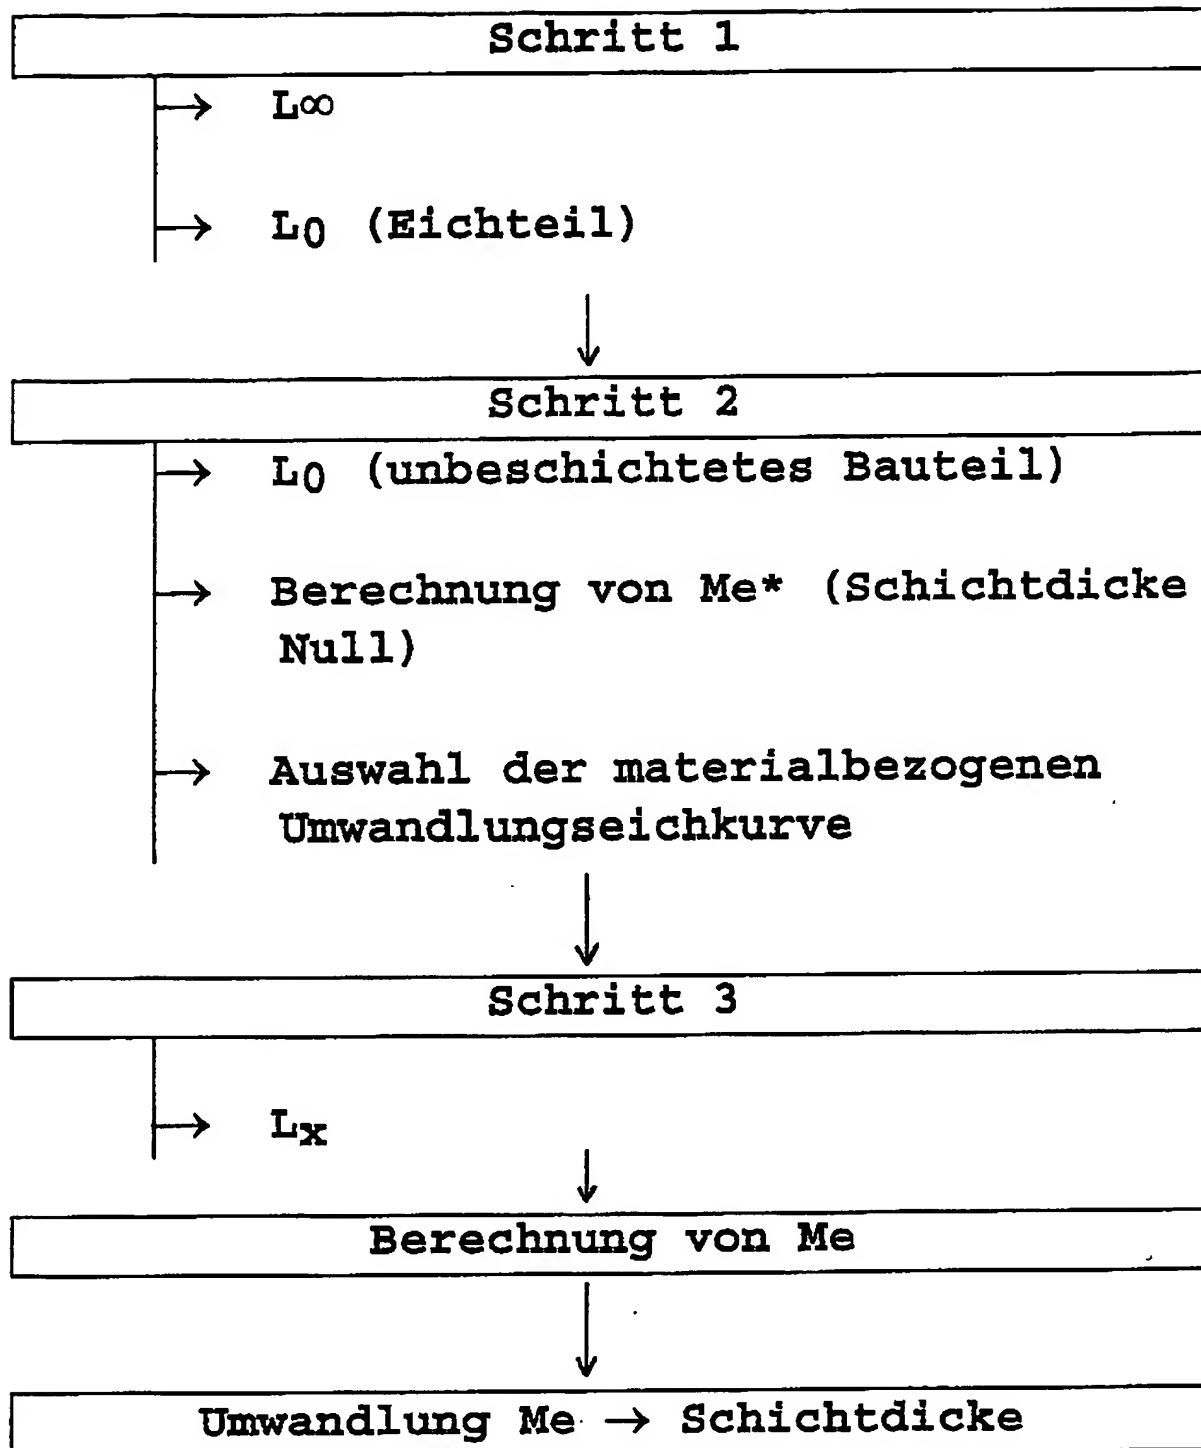 Schritt 1
L∞
L0 (Eichteil)
Schritt 2
L0 (unbeschichtetes Bauteil)
Berechnung von Me* (Schichtdicke
Null)
Auswahl der materialbezogenen
Umwandlungseichkurve
Schritt 3
Lx
Berechnung von Me
Umwandlung Me → Schichtdicke